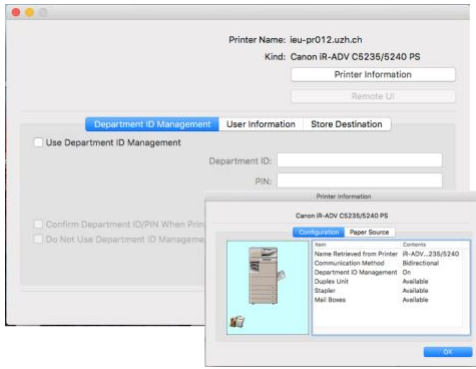 Printer Name: ieu-pr012.uzh.ch
Kind: Canon iR-ADV C5235/5240 PS
Printer Information
Remote UI
Department ID Management User Information Store Destination
Use Department ID Management
Department ID:
PIN:
Confirm Department ID/PIN When Prin
Do Not Use Department ID Manageme
Printer Information
Canon iR-ADV C5235/5240 PS
Configuration Paper Source
Item Contents
Name Retrieved from Printer iR-ADV...235/5240
Communication Method Bidirectional
Department ID Management On
Duplex Unit Available
Stapler Available
Mail Boxes Available
OK